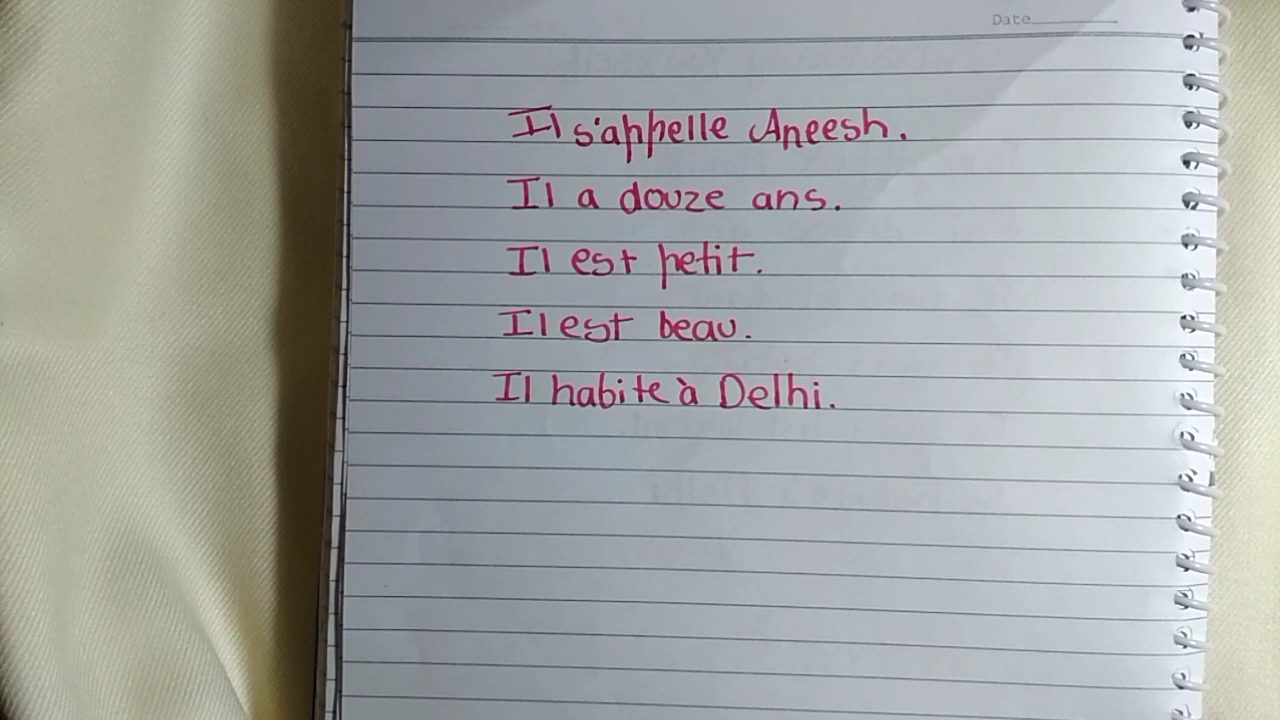 Date
Il s'appelle Aneesh.
Il a douze ans.
Il est petit.
Il est beau.
Il habite à Delhi.